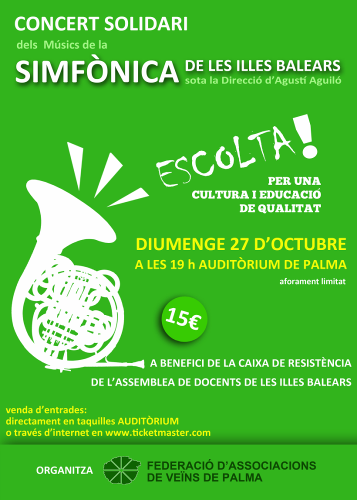 CONCERT SOLIDARI
dels Músics de la
SIMFÒNICA DE LES ILLES BALEARS
sota la Direcció d'Agustí Aguiló
ESCOLTA!
PER UNA
CULTURA I EDUCACIÓ
DE QUALITAT
DIUMENGE 27 D'OCTUBRE
A LES 19 h AUDITÒRIUM DE PALMA
aforament limitat
15€
A BENEFICI DE LA CAIXA DE RESISTÈNCIA
DE L'ASSEMBLEA DE DOCENTS DE LES ILLES BALEARS
venda d'entrades:
directament en taquilles AUDITÒRIUM
o través d'internet en www.ticketmaster.com
ORGANITZA FEDERACIÓ D'ASSOCIACIONS
DE VEÏNS DE PALMA